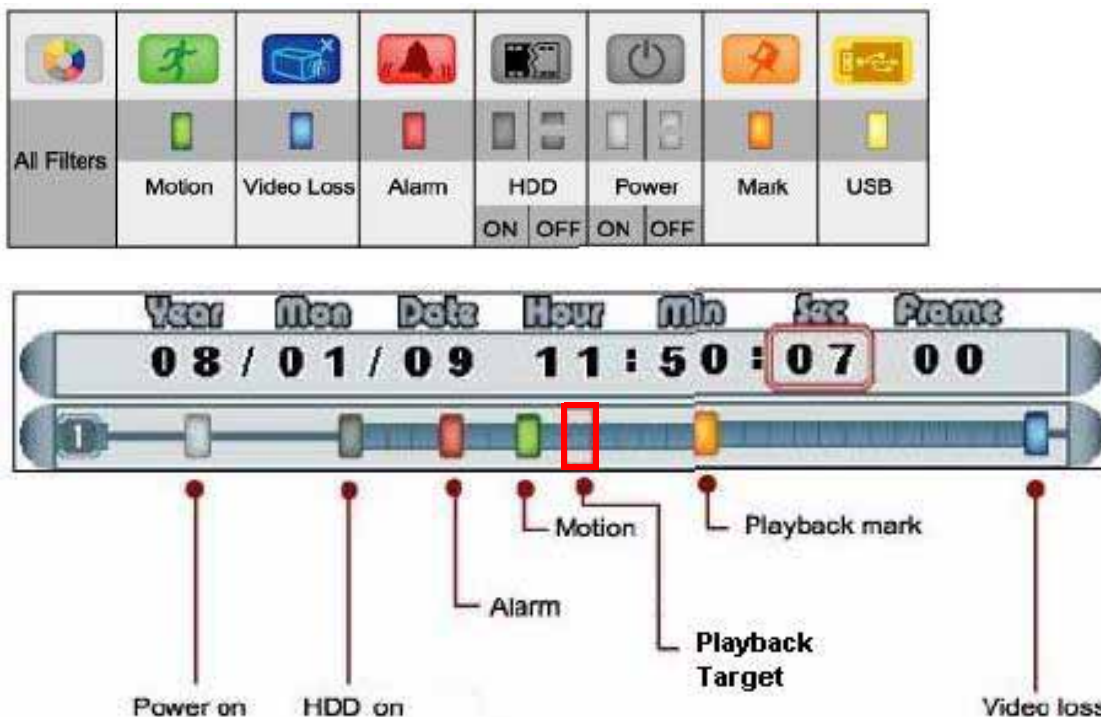 All Filters
Motion
Video Loss
Alarm
HDD
Power
Mark
USB
ON OFF ON OFF
Year Mon Date Hour Min Sec Frame
08/01/09 11:50:07 00
1
Motion
Playback mark
Alarm
Playback
Target
Power on
HDD on
Video loss